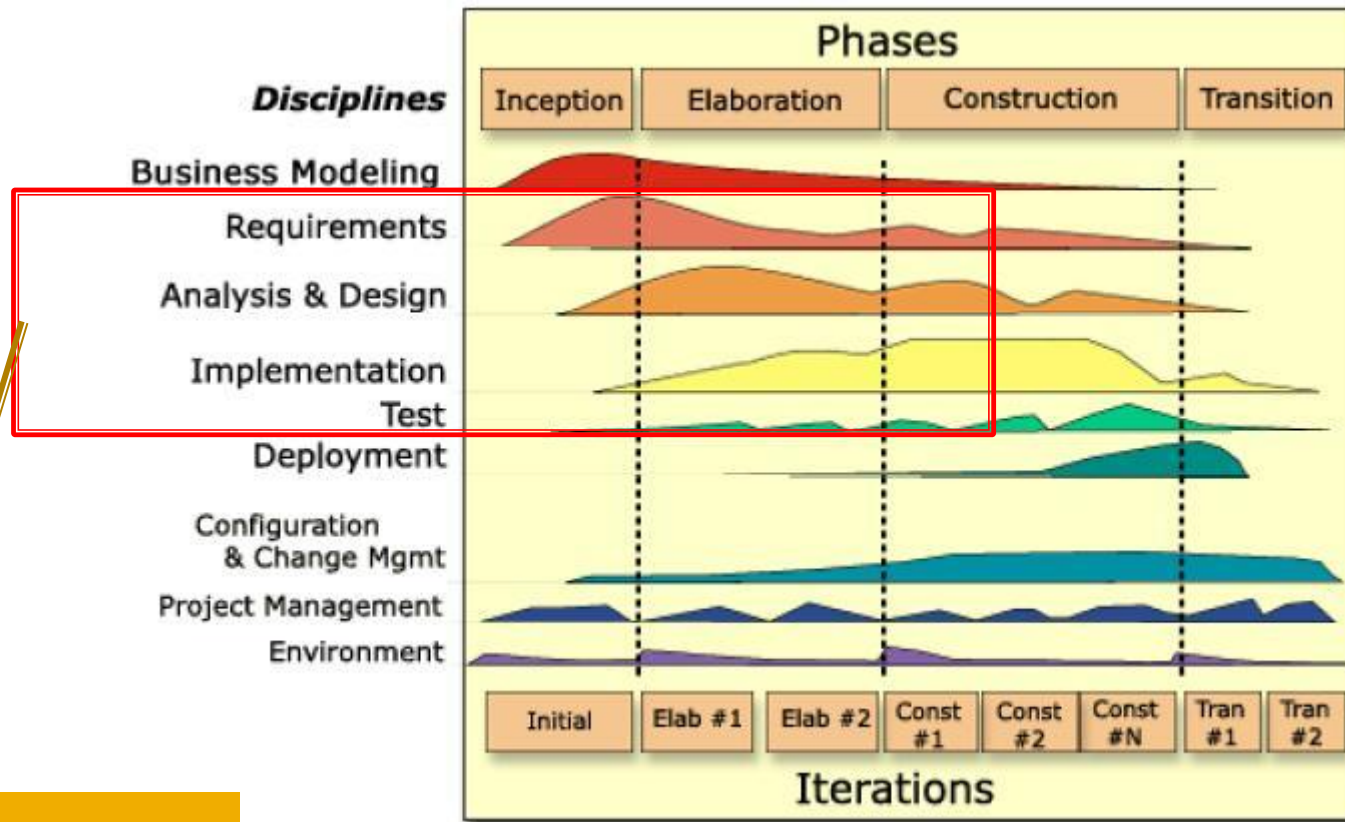 Phases
Disciplines Inception Elaboration Construction Transition
Business Modeling
Requirements
Analysis & Design
Implementation
Test
Deployment
Configuration
& Change Mgmt
Project Management
Environment
Initial Elab #1 Elab #2 Const #1 Const #2 Const #N Tran #1 Tran #2
Iterations